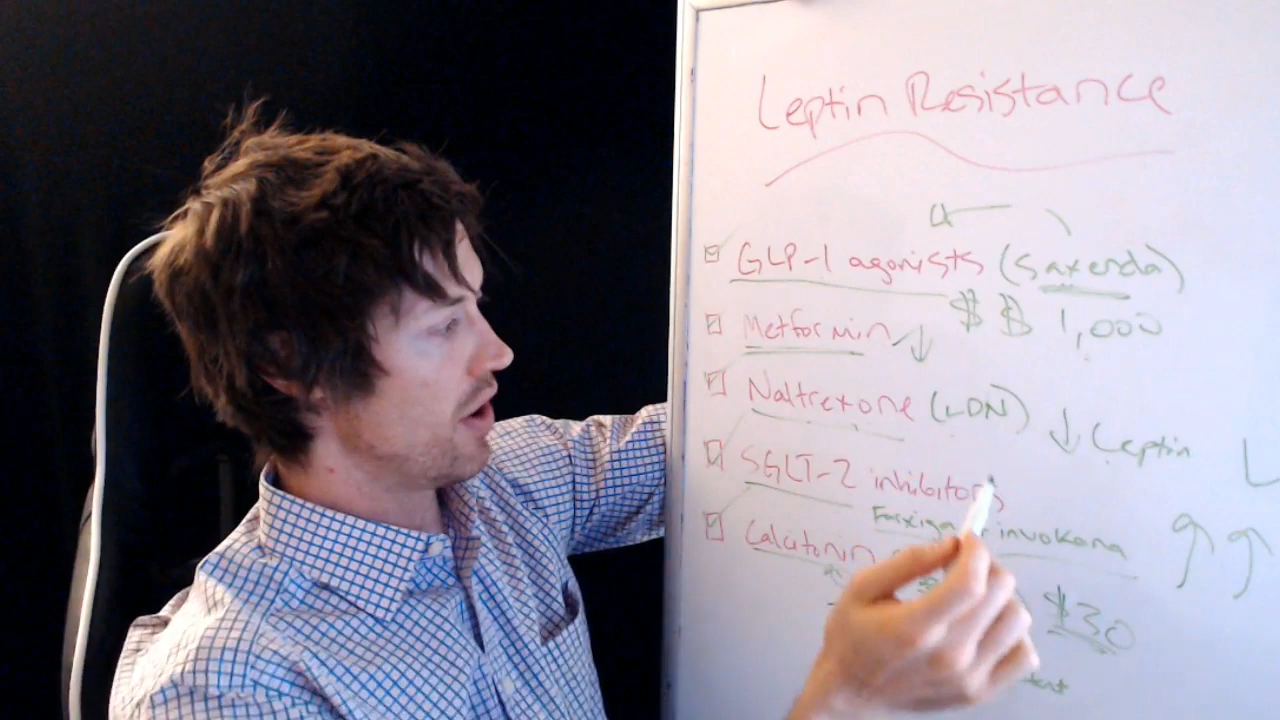 Leptin Resistance
GLP-1 agonists (Saxenda)
$ $ 1,000
Metformin ↓
Naltrexone (LDN) ↓ Leptin
SGLT-2 inhibitors
Farxiga invokana
Calcitonin
$30